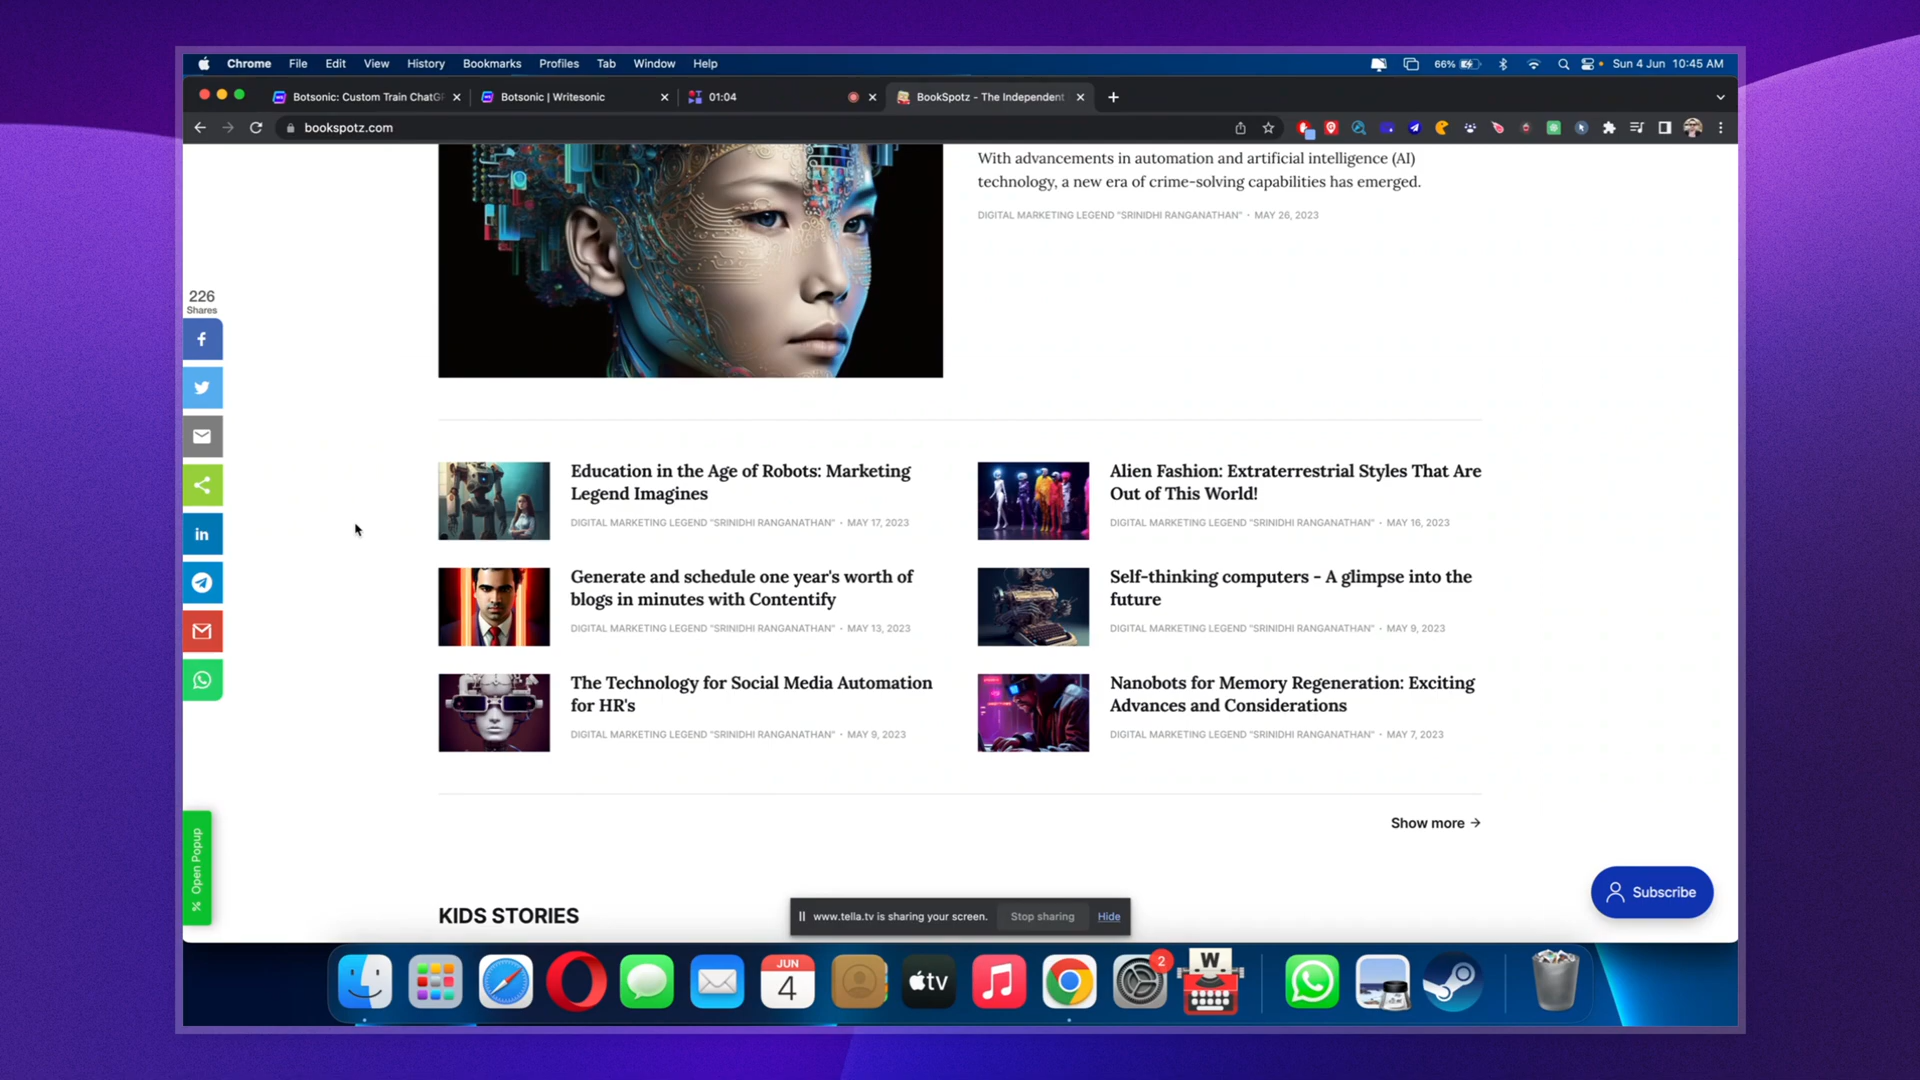 Chrome File Edit View History Bookmarks Profiles Tab Window Help 66% Sun 4 Jun 10:45 AM
Botsonic: Custom Train ChatG Botsonic | Writesonic 01:04 BookSpotz - The Independent
bookspotz.com
With advancements in automation and artificial intelligence (AI)
technology, a new era of crime-solving capabilities has emerged.
DIGITAL MARKETING LEGEND "SRINIDHI RANGANATHAN" • MAY 26, 2023
226
Shares
Education in the Age of Robots: Marketing
Legend Imagines
DIGITAL MARKETING LEGEND "SRINIDHI RANGANATHAN" • MAY 17, 2023
Alien Fashion: Extraterrestrial Styles That Are
Out of This World!
DIGITAL MARKETING LEGEND "SRINIDHI RANGANATHAN" • MAY 16, 2023
Generate and schedule one year's worth of
blogs in minutes with Contentify
DIGITAL MARKETING LEGEND "SRINIDHI RANGANATHAN" • MAY 13, 2023
Self-thinking computers - A glimpse into the
future
DIGITAL MARKETING LEGEND "SRINIDHI RANGANATHAN" • MAY 9, 2023
The Technology for Social Media Automation
for HR's
DIGITAL MARKETING LEGEND "SRINIDHI RANGANATHAN" • MAY 9, 2023
Nanobots for Memory Regeneration: Exciting
Advances and Considerations
DIGITAL MARKETING LEGEND "SRINIDHI RANGANATHAN" • MAY 7, 2023
Show more →
% Open Popup
Subscribe
KIDS STORIES
www.tella.tv is sharing your screen. Stop sharing Hide
JUN
4
tv
2
W